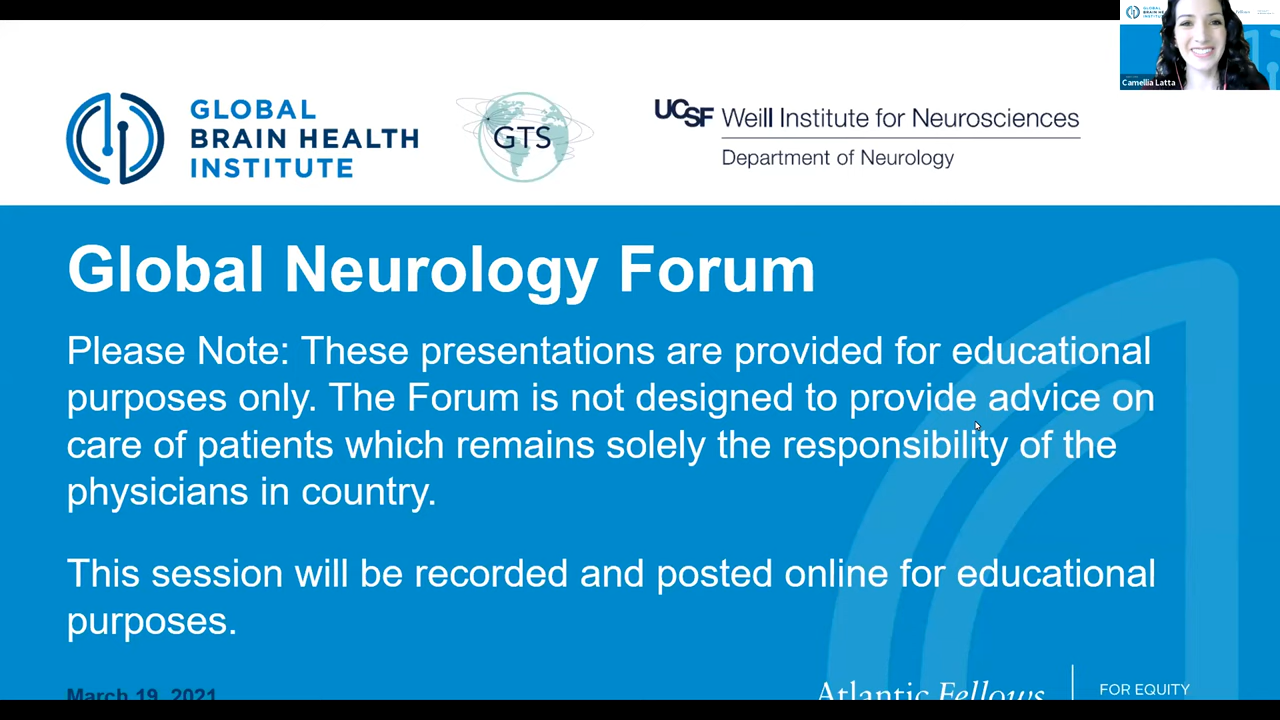 GLOBAL
BRAIN HEALTH
INSTITUTE
GTS
UCSF Weill Institute for Neurosciences
Department of Neurology
Camellia Latta
Global Neurology Forum
Please Note: These presentations are provided for educational
purposes only. The Forum is not designed to provide advice on
care of patients which remains solely the responsibility of the
physicians in country.
This session will be recorded and posted online for educational
purposes.
March 19, 2021
Atlantic Fellows
FOR EQUITY